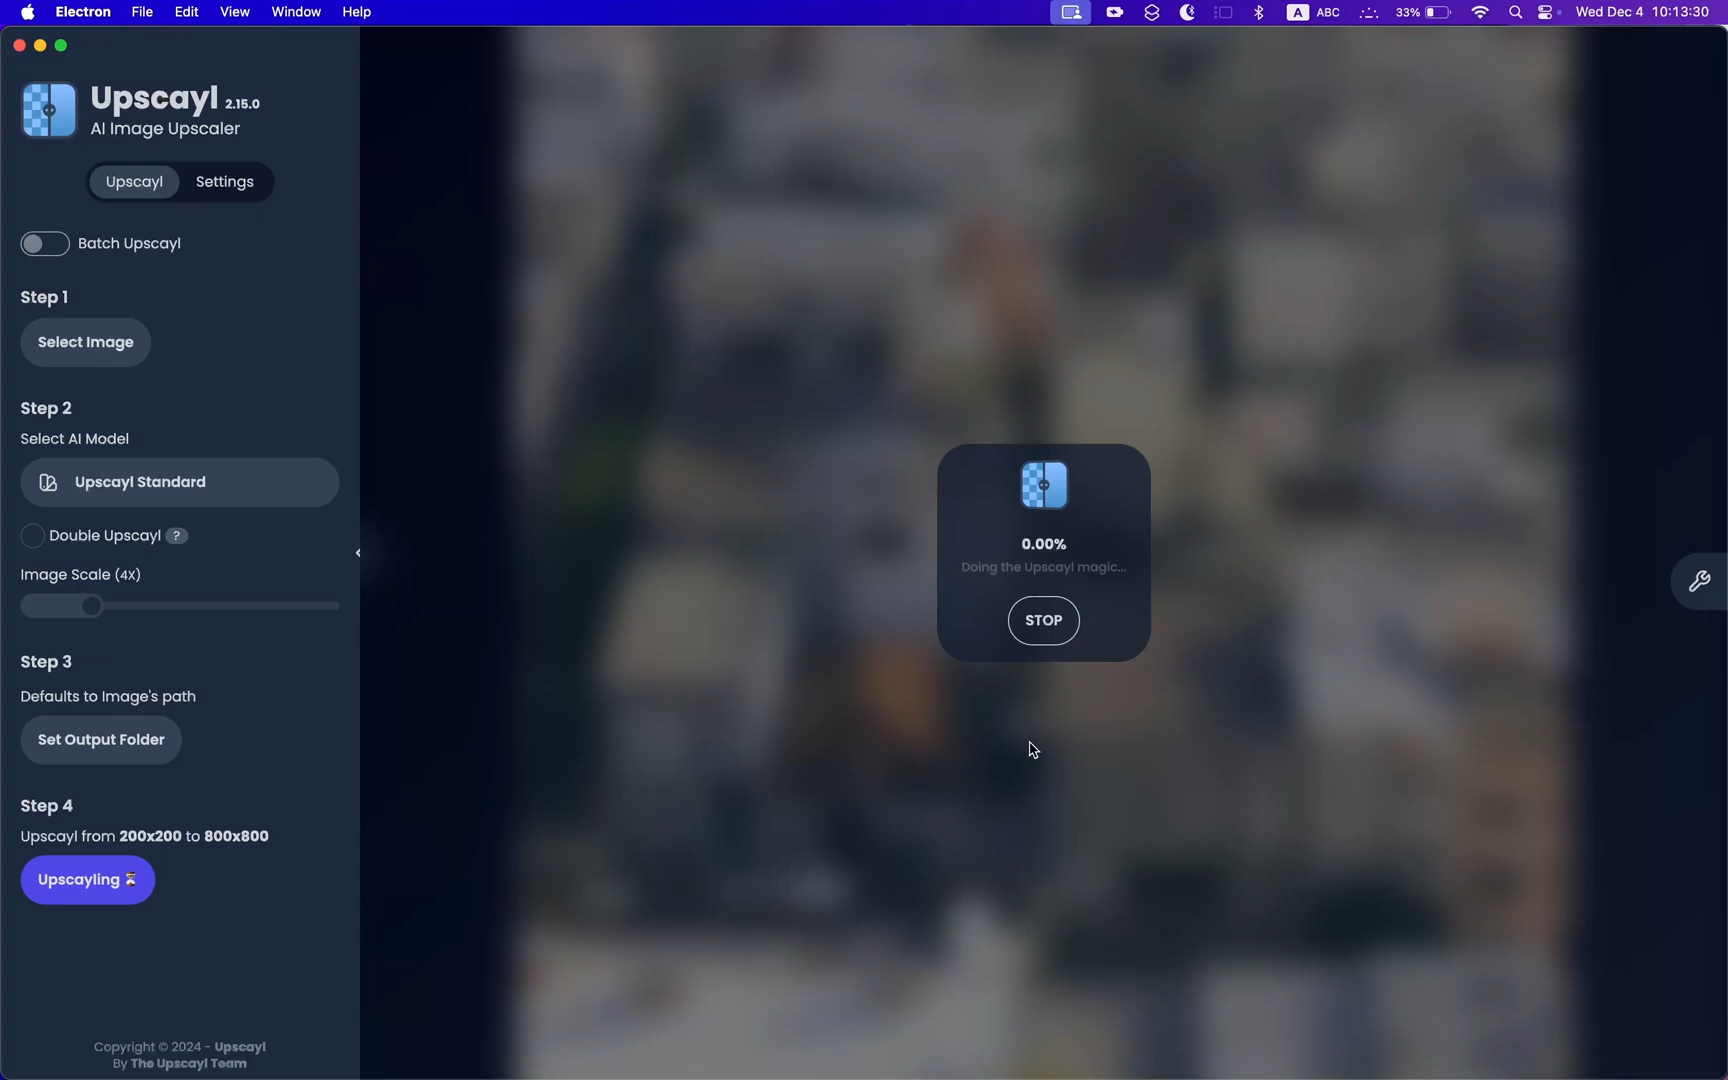 Electron File Edit View Window Help
A ABC 33% Wed Dec 4 10:13:30
Upscayl 2.15.0
AI Image Upscaler
Upscayl Settings
Batch Upscayl
Step 1
Select Image
Step 2
Select AI Model
Upscayl Standard
Double Upscayl ?
Image Scale (4X)
Step 3
Defaults to Image's path
Set Output Folder
Step 4
Upscayl from 200x200 to 800x800
Upscayling ⏳
Copyright © 2024 - Upscayl
By The Upscayl Team
0.00%
Doing the Upscayl magic...
STOP